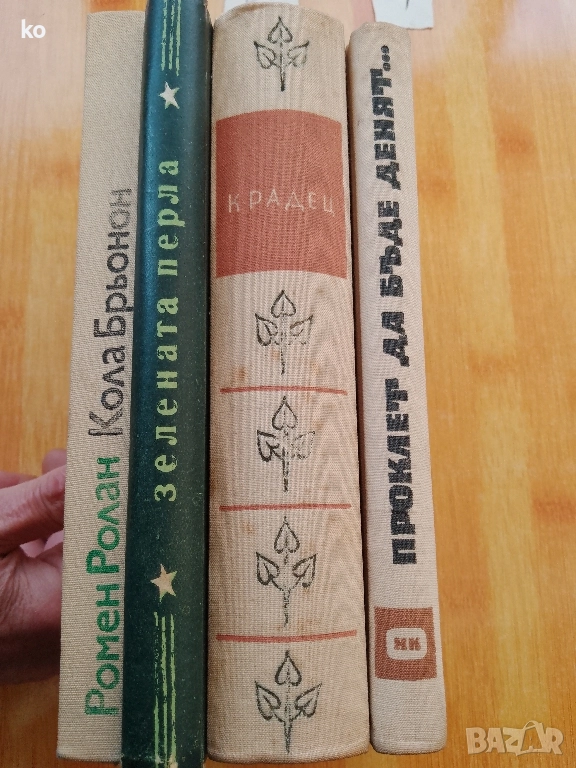 ko
Ромен Ролан Кола Брьонон
зелената перла
КРАДЕЦ
ПРОКЛЕТ ДА БЪДЕ ДЕНЯТ...
НК
BAZAR